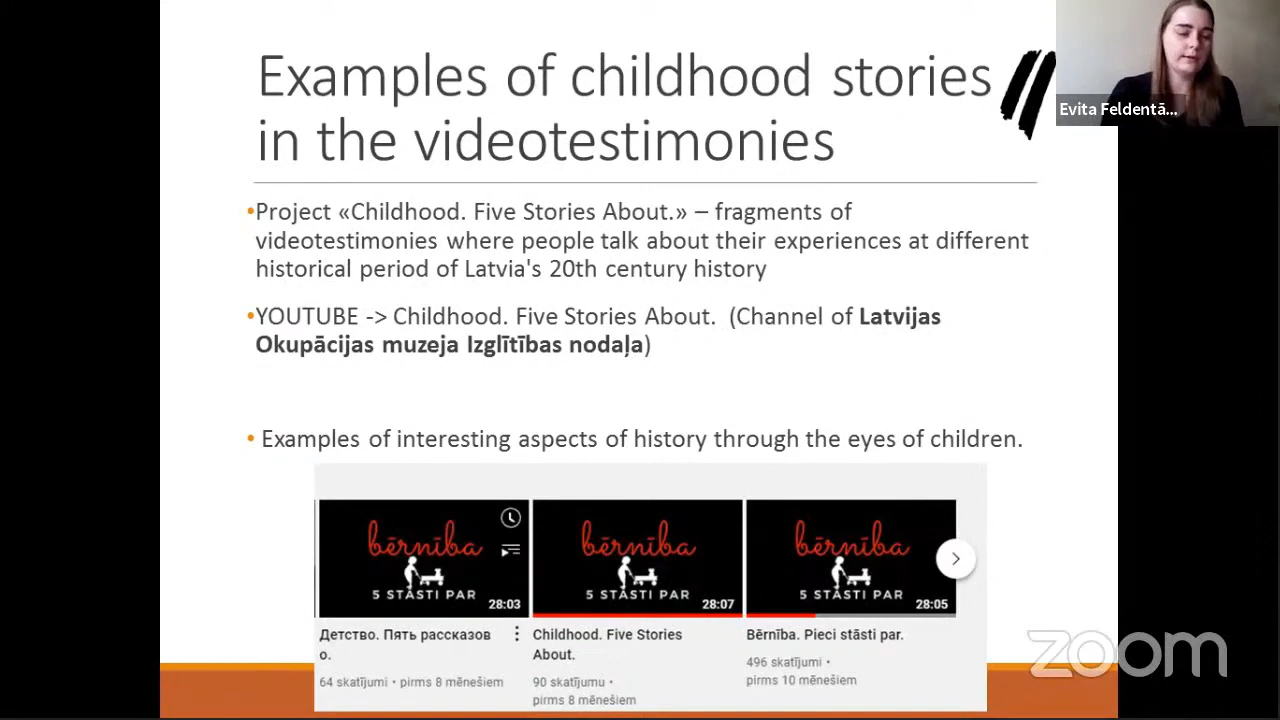 Examples of childhood stories
in the videotestimonies
Evita Feldentā...
•Project «Childhood. Five Stories About.» – fragments of
videotestimonies where people talk about their experiences at different
historical period of Latvia's 20th century history
•YOUTUBE -> Childhood. Five Stories About. (Channel of Latvijas
Okupācijas muzeja Izglītības nodaļa)
• Examples of interesting aspects of history through the eyes of children.
bērnība
5 STĀSTI PAR
28:03
Детство. Пять рассказов
о.
64 skatījumi • pirms 8 mēnešiem
bērnība
5 STĀSTI PAR
28:07
Childhood. Five Stories
About.
90 skatījumu •
pirms 8 mēnešiem
bērnība
5 STĀSTI PAR
28:05
Bērnība. Pieci stāsti par.
496 skatījumi •
pirms 10 mēnešiem
zoom